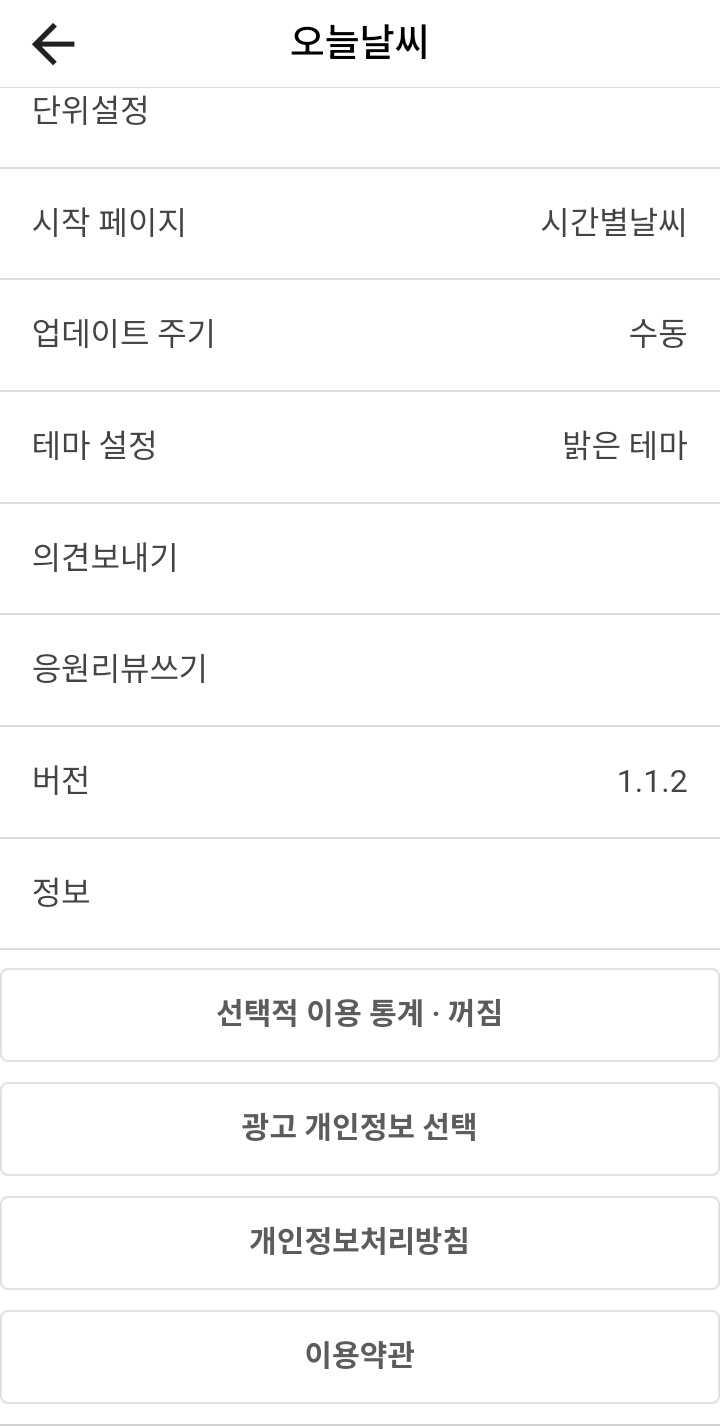 오늘날씨
단위설정
시작 페이지 시간별날씨
업데이트 주기 수동
테마 설정 밝은 테마
의견보내기
응원리뷰쓰기
버전 1.1.2
정보
선택적 이용 통계 · 꺼짐
광고 개인정보 선택
개인정보처리방침
이용약관